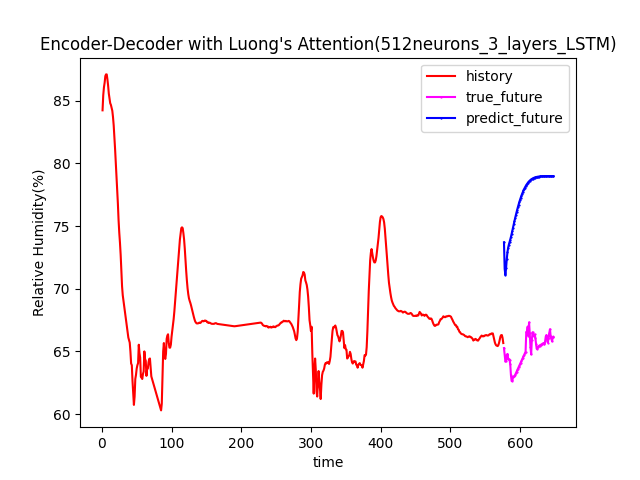 Encoder-Decoder with Luong's Attention(512neurons_3_layers_LSTM)
history
true_future
predict_future
Relative Humidity(%)
85
80
75
70
65
60
0 100 200 300 400 500 600
time